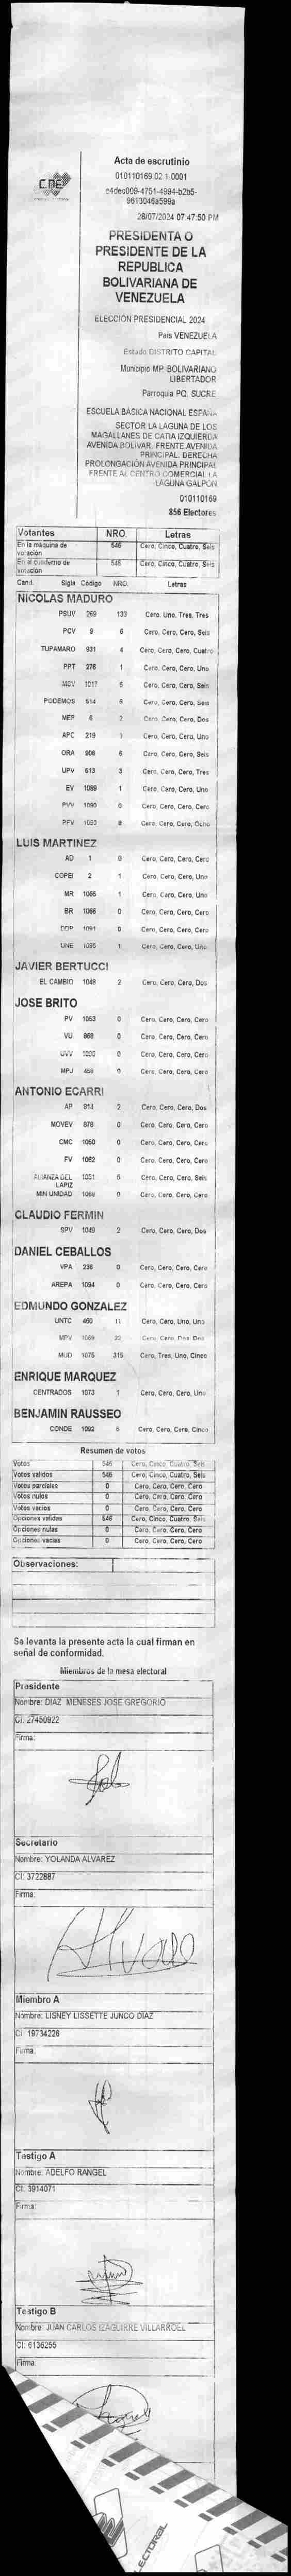 CNE
Acta de escrutinio
010110169.02.1.0001
e4dec009-4751-4994-b2b5-
9613046a599a
28/07/2024 07:47:50 PM
PRESIDENTA O
PRESIDENTE DE LA
REPUBLICA
BOLIVARIANA DE
VENEZUELA
ELECCIÓN PRESIDENCIAL 2024
País VENEZUELA
Estado DISTRITO CAPITAL
Municipio MP. BOLIVARIANO
LIBERTADOR
Parroquia PQ. SUCRE
ESCUELA BÁSICA NACIONAL ESPAÑA
SECTOR LA LAGUNA DE LOS
MAGALLANES DE CATIA IZQUIERDA
AVENIDA BOLIVAR. FRENTE AVENIDA
PRINCIPAL. DERECHA
PROLONGACIÓN AVENIDA PRINCIPAL
FRENTE AL CENTRO COMERCIAL LA
LAGUNA GALPON
010110169
856 Electores
Votantes NRO. Letras
En la máquina de votación 546 Cero, Cinco, Cuatro, Seis
En el cuaderno de votación 546 Cero, Cinco, Cuatro, Seis
Cand. Sigla Código NRO. Letras
NICOLAS MADURO
PSUV 269 133 Cero, Uno, Tres, Tres
PCV 9 6 Cero, Cero, Cero, Seis
TUPAMARO 931 4 Cero, Cero, Cero, Cuatro
PPT 276 1 Cero, Cero, Cero, Uno
MSV 1017 6 Cero, Cero, Cero, Seis
PODEMOS 514 6 Cero, Cero, Cero, Seis
MEP 6 2 Cero, Cero, Cero, Dos
APC 219 1 Cero, Cero, Cero, Uno
ORA 906 6 Cero, Cero, Cero, Seis
UPV 613 3 Cero, Cero, Cero, Tres
EV 1089 1 Cero, Cero, Cero, Uno
PVV 1090 0 Cero, Cero, Cero, Cero
PFV 8 Cero, Cero, Cero, Ocho
LUIS MARTINEZ
AD 1 0 Cero, Cero, Cero, Cero
COPEI 2 1 Cero, Cero, Cero, Uno
MR 1065 1 Cero, Cero, Cero, Uno
BR 1066 0 Cero, Cero, Cero, Cero
DDP 1091 0 Cero, Cero, Cero, Cero
UNE 1095 1 Cero, Cero, Cero, Uno
JAVIER BERTUCCI
EL CAMBIO 1048 2 Cero, Cero, Cero, Dos
JOSE BRITO
PV 1063 0 Cero, Cero, Cero, Cero
VU 868 0 Cero, Cero, Cero, Cero
UVV 0 Cero, Cero, Cero, Cero
MPJ 458 0 Cero, Cero, Cero, Cero
ANTONIO ECARRI
AP 914 2 Cero, Cero, Cero, Dos
MOVEV 878 0 Cero, Cero, Cero, Cero
CMC 1060 0 Cero, Cero, Cero, Cero
FV 1062 0 Cero, Cero, Cero, Cero
ALIANZA DEL LAPIZ 1051 6 Cero, Cero, Cero, Seis
MIN UNIDAD 1068 0 Cero, Cero, Cero, Cero
CLAUDIO FERMIN
SPV 1049 2 Cero, Cero, Cero, Dos
DANIEL CEBALLOS
VPA 238 0 Cero, Cero, Cero, Cero
AREPA 1094 0 Cero, Cero, Cero, Cero
EDMUNDO GONZALEZ
UNTC 460 11 Cero, Cero, Uno, Uno
MPV 1069 22 Cero, Cero, Dos, Dos
MUD 1075 315 Cero, Tres, Uno, Cinco
ENRIQUE MARQUEZ
CENTRADOS 1073 1 Cero, Cero, Cero, Uno
BENJAMIN RAUSSEO
CONDE 1092 5 Cero, Cero, Cero, Cinco
Resumen de votos
Votos 546 Cero, Cinco, Cuatro, Seis
Votos validos 546 Cero, Cinco, Cuatro, Seis
Votos parciales 0 Cero, Cero, Cero, Cero
Votos nulos 0 Cero, Cero, Cero, Cero
Votos vacios 0 Cero, Cero, Cero, Cero
Opciones validas 546 Cero, Cinco, Cuatro, Seis
Opciones nulas 0 Cero, Cero, Cero, Cero
Opciones vacias 0 Cero, Cero, Cero, Cero
Observaciones:
Se levanta la presente acta la cual firman en
señal de conformidad.
Miembros de la mesa electoral
Presidente
Nombre: DIAZ MENESES JOSE GREGORIO
CI: 27450922
Firma:
Secretario
Nombre: YOLANDA ALVAREZ
CI: 3722887
Firma:
Miembro A
Nombre: LISNEY LISSETTE JUNCO DIAZ
CI: 19734226
Firma:
Testigo A
Nombre: ADELFO RANGEL
CI: 3914071
Firma:
Testigo B
Nombre: JUAN CARLOS IZAGUIRRE VILLARROEL
CI: 6136255
Firma:
ELECTORAL